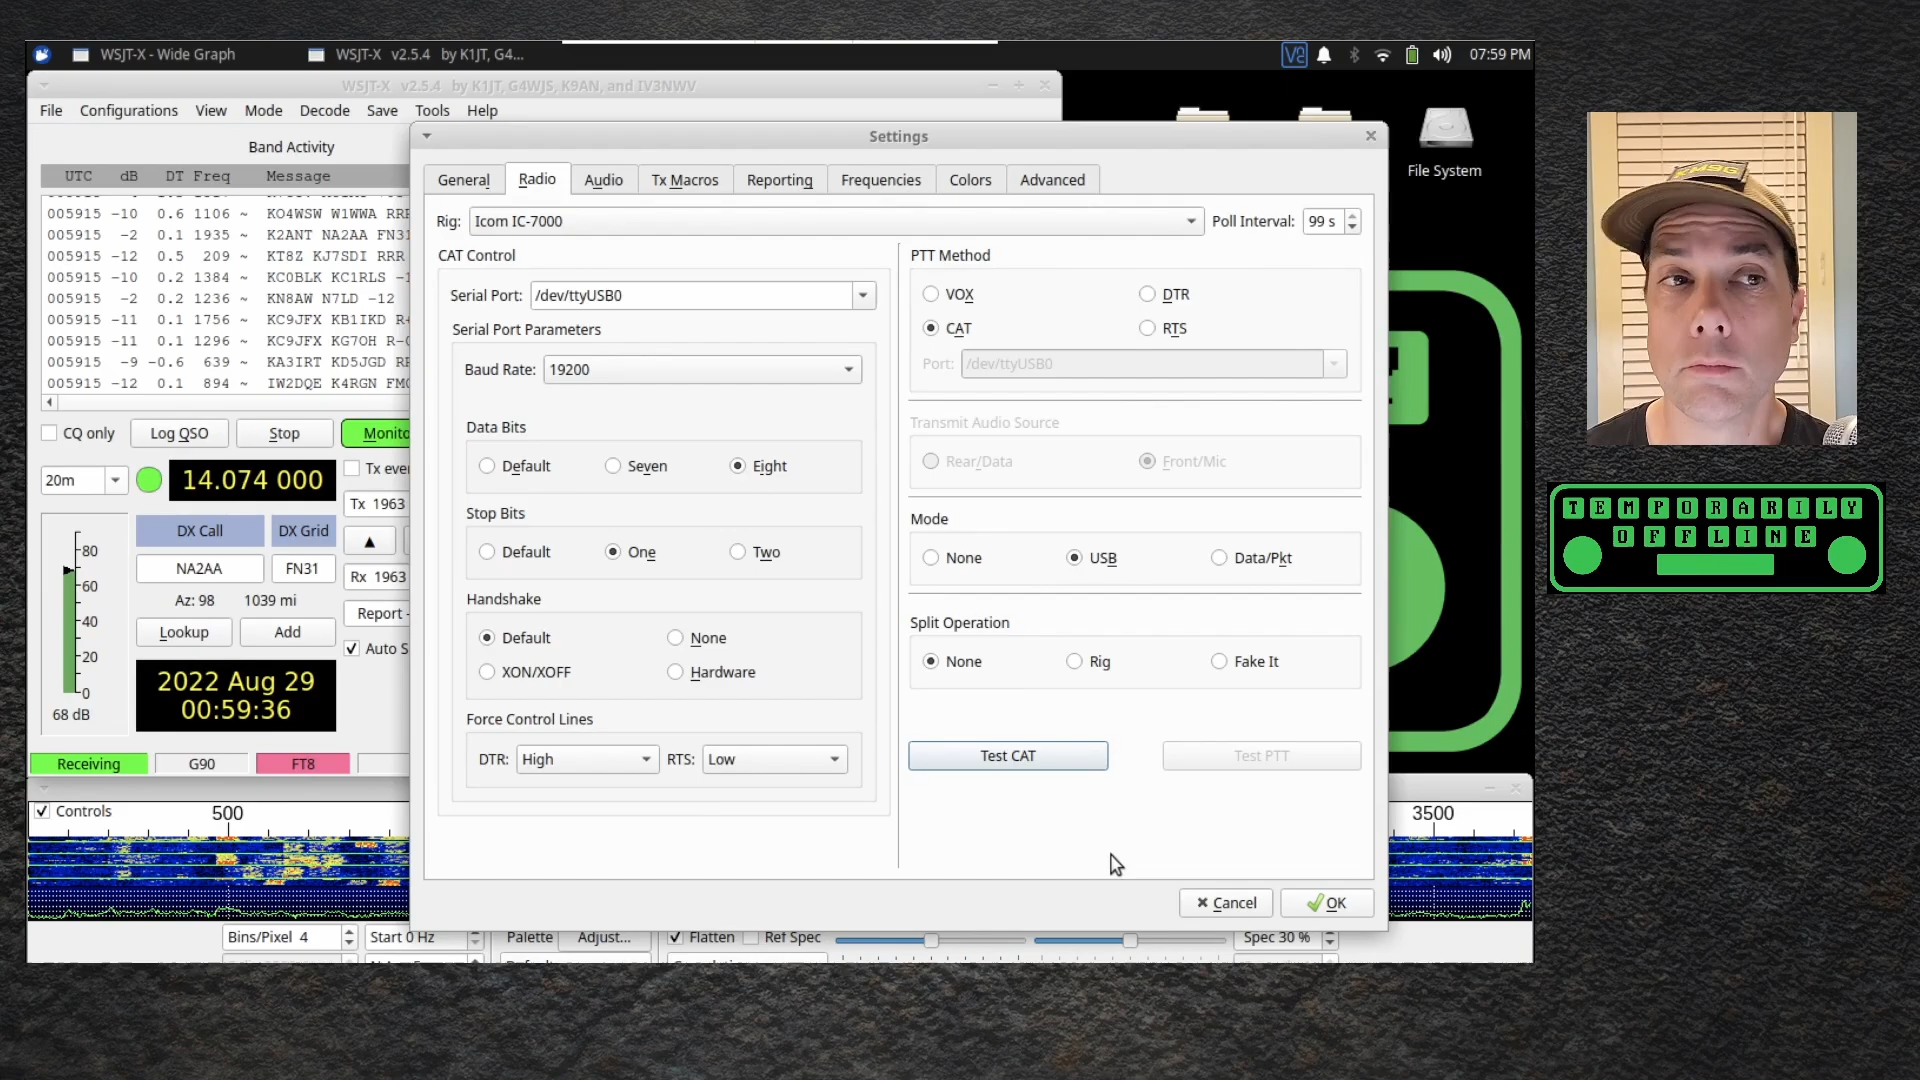 WSJT-X - Wide Graph
WSJT-X v2.5.4 by K1JT, G4...
07:59 PM
WSJT-X v2.5.4 by K1JT, G4WJS, K9AN, and IV3NWV
File Configurations View Mode Decode Save Tools Help
Band Activity
UTC dB DT Freq Message
005915 -10 0.6 1106 ~ KO4WSW W1WWA RRR
005915 -2 0.1 1935 ~ K2ANT NA2AA FN31
005915 -12 0.5 209 ~ KT8Z KJ7SDI RRR
005915 -10 0.2 1384 ~ KC0BLK KC1RLS -1
005915 -2 0.2 1236 ~ KN8AW N7LD -12
005915 -11 0.1 1756 ~ KC9JFX KB1IKD R+
005915 -11 0.1 1296 ~ KC9JFX KG7OH R-0
005915 -9 -0.6 639 ~ KA3IRT KD5JGD RR
005915 -12 0.1 894 ~ IW2DQE K4RGN FM0
CQ only Log QSO Stop Monito
20m 14.074 000 Tx eve
Tx 1963
DX Call DX Grid
NA2AA FN31
Rx 1963
Az: 98 1039 mi
Report -
Lookup Add
Auto S
80
60
40
20
0
68 dB
2022 Aug 29
00:59:36
Receiving G90 FT8
Controls
500
3500
Bins/Pixel 4 Start 0 Hz Palette Adjust... Flatten Ref Spec Spec 30 %
Settings
General Radio Audio Tx Macros Reporting Frequencies Colors Advanced
Rig: Icom IC-7000 Poll Interval: 99 s
CAT Control
Serial Port: /dev/ttyUSB0
Serial Port Parameters
Baud Rate: 19200
Data Bits
Default Seven Eight
Stop Bits
Default One Two
Handshake
Default None
XON/XOFF Hardware
Force Control Lines
DTR: High RTS: Low
PTT Method
VOX DTR
CAT RTS
Port: /dev/ttyUSB0
Transmit Audio Source
Rear/Data Front/Mic
Mode
None USB Data/Pkt
Split Operation
None Rig Fake It
Test CAT Test PTT
Cancel OK
File System
KM9G
TEMPORARILY
OFFLINE